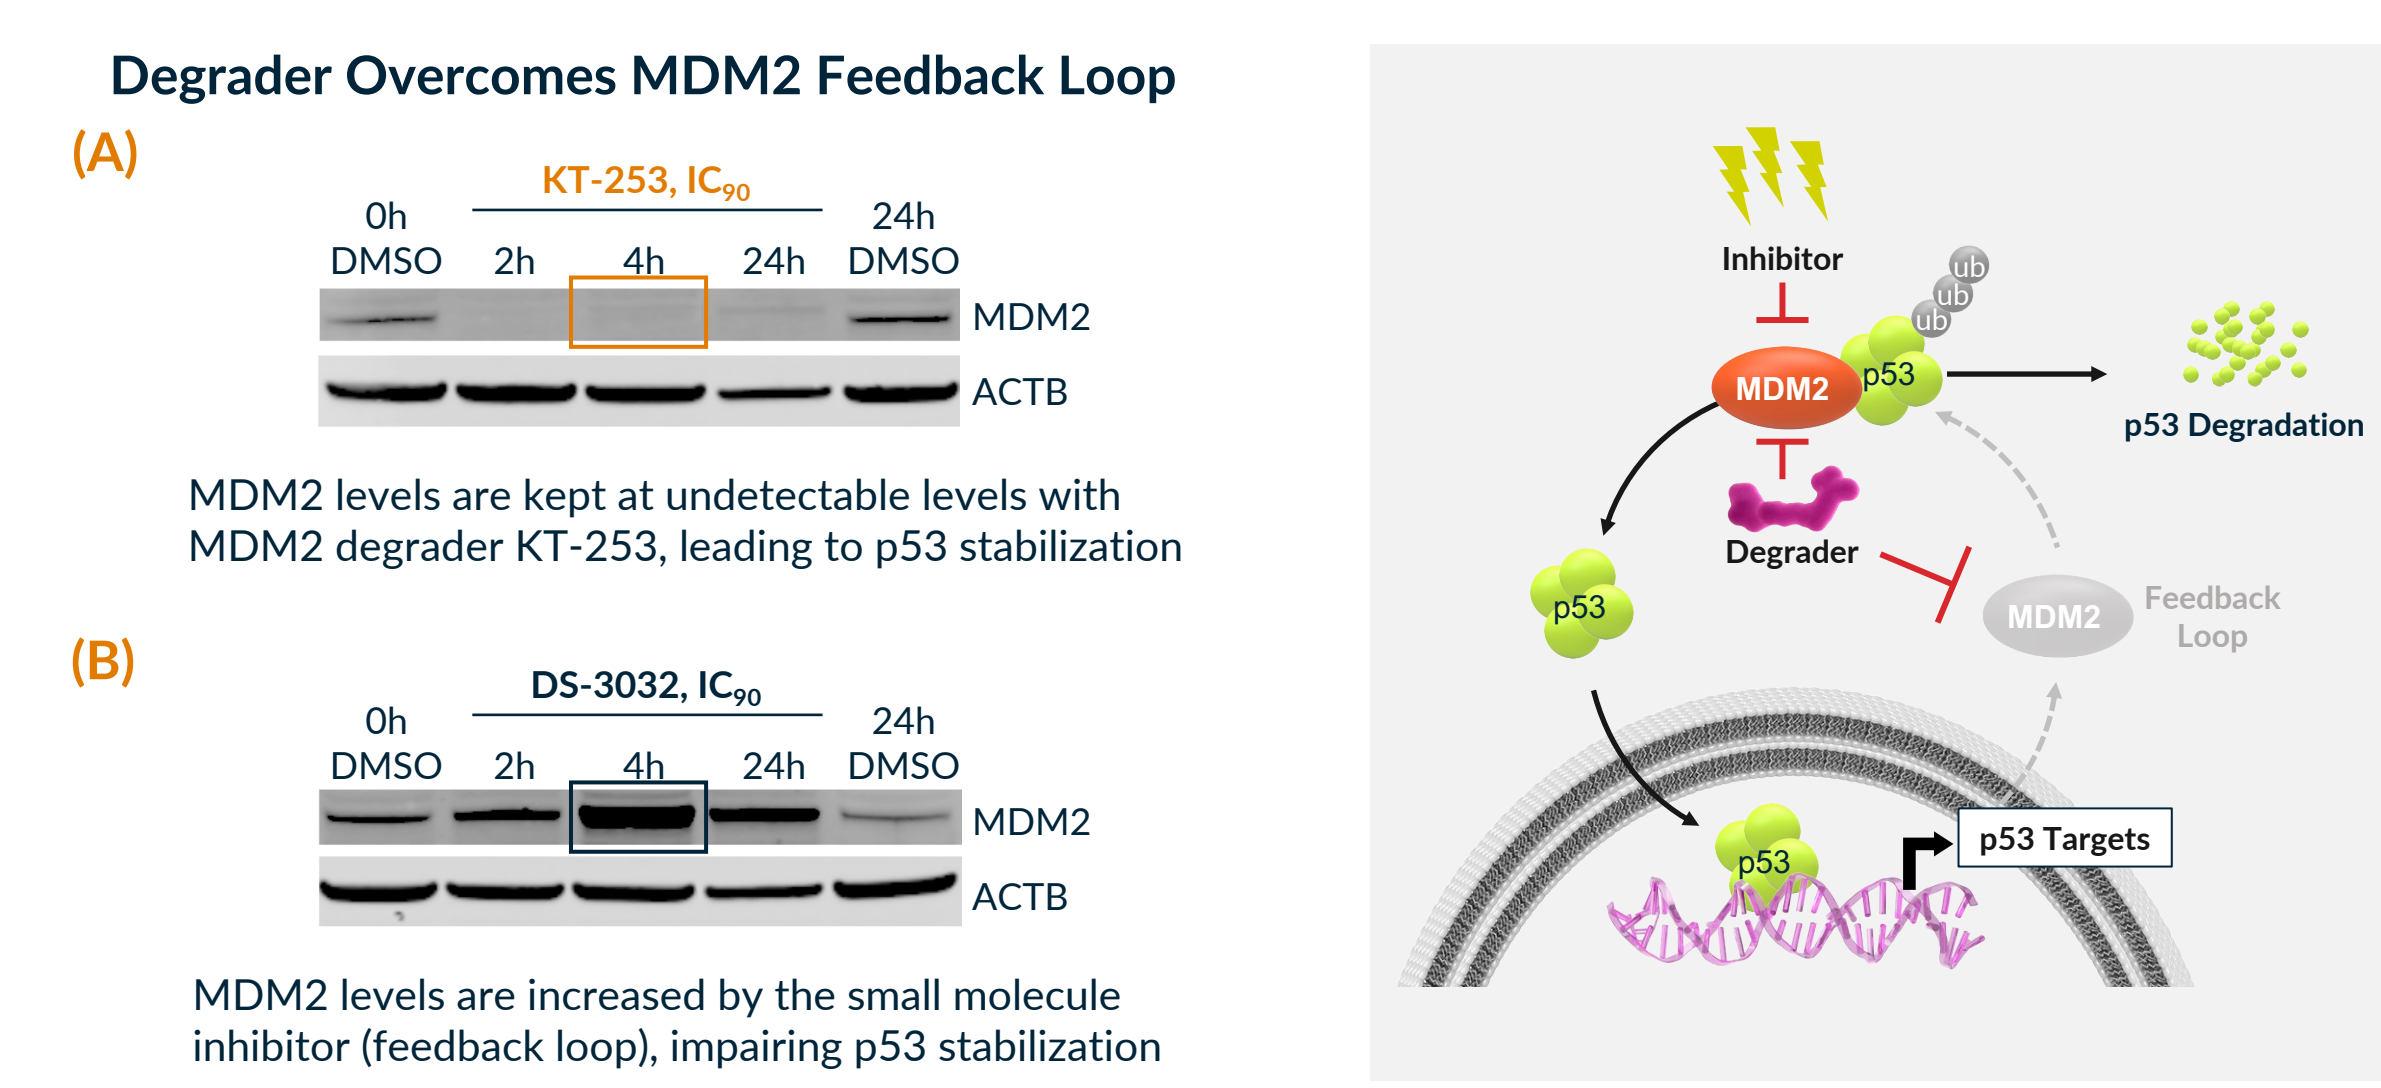 Degrader Overcomes MDM2 Feedback Loop
(A)
KT-253, IC90
0h
24h
DMSO 2h 4h 24h DMSO
MDM2
ACTB
MDM2 levels are kept at undetectable levels with
MDM2 degrader KT-253, leading to p53 stabilization
(B)
DS-3032, IC90
0h
24h
DMSO 2h 4h 24h DMSO
MDM2
ACTB
MDM2 levels are increased by the small molecule
inhibitor (feedback loop), impairing p53 stabilization
Inhibitor
ub
ub
ub
MDM2
p53
p53 Degradation
Degrader
p53
MDM2
Feedback
Loop
p53 Targets
p53